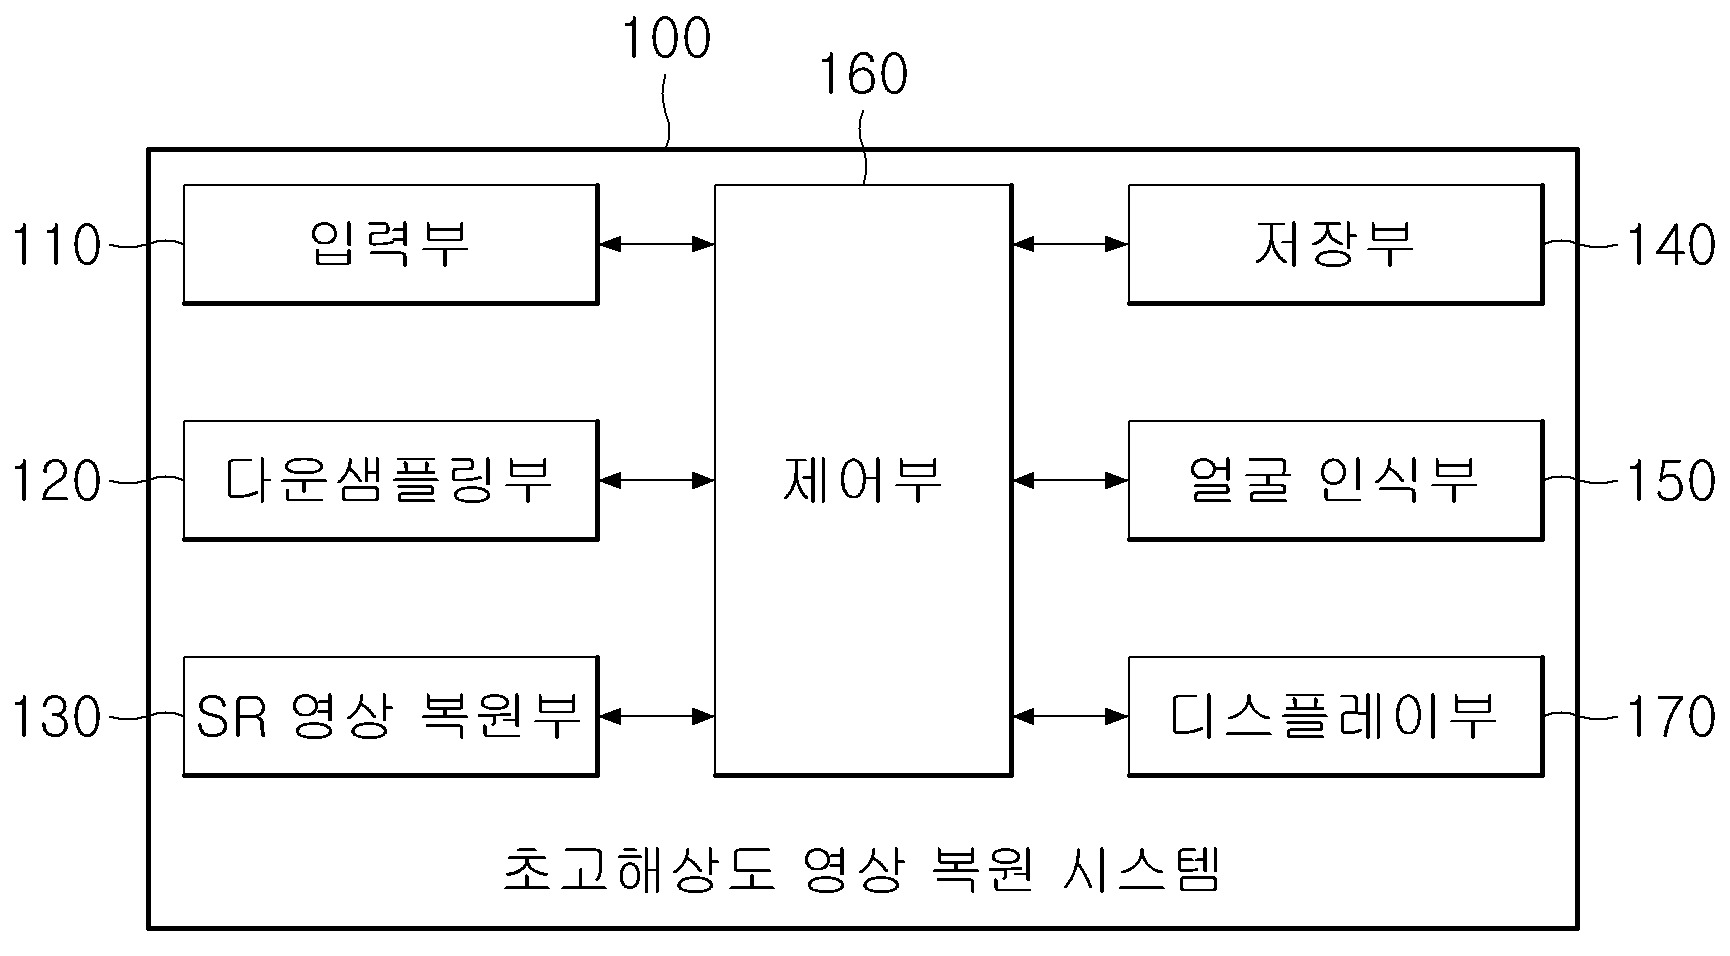 100
160
110 입력부 저장부 140
120 다운샘플링부 제어부 얼굴 인식부 150
130 SR 영상 복원부 디스플레이부 170
초고해상도 영상 복원 시스템